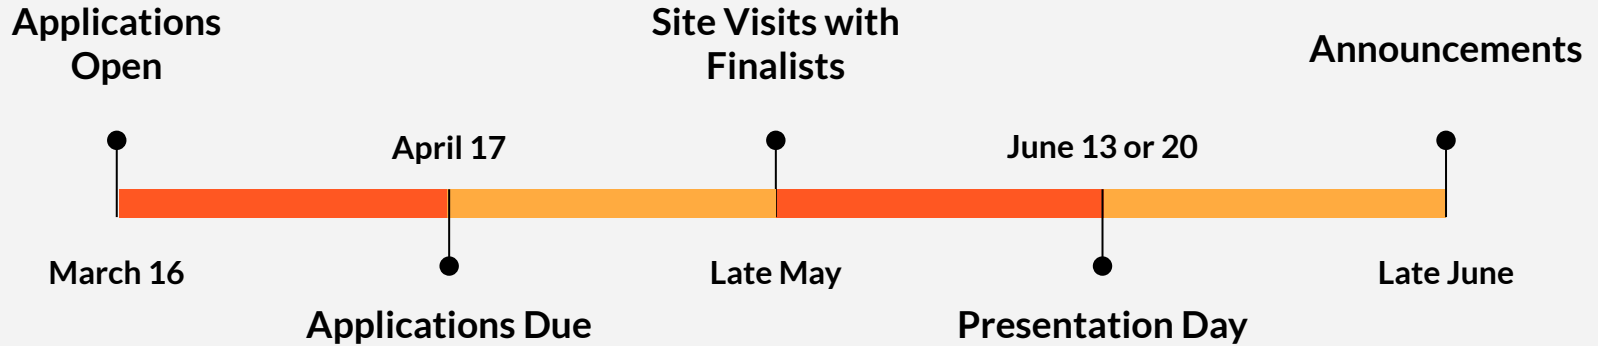 Applications
Open
Site Visits with
Finalists
Announcements
April 17
June 13 or 20
March 16
Late May
Late June
Applications Due
Presentation Day